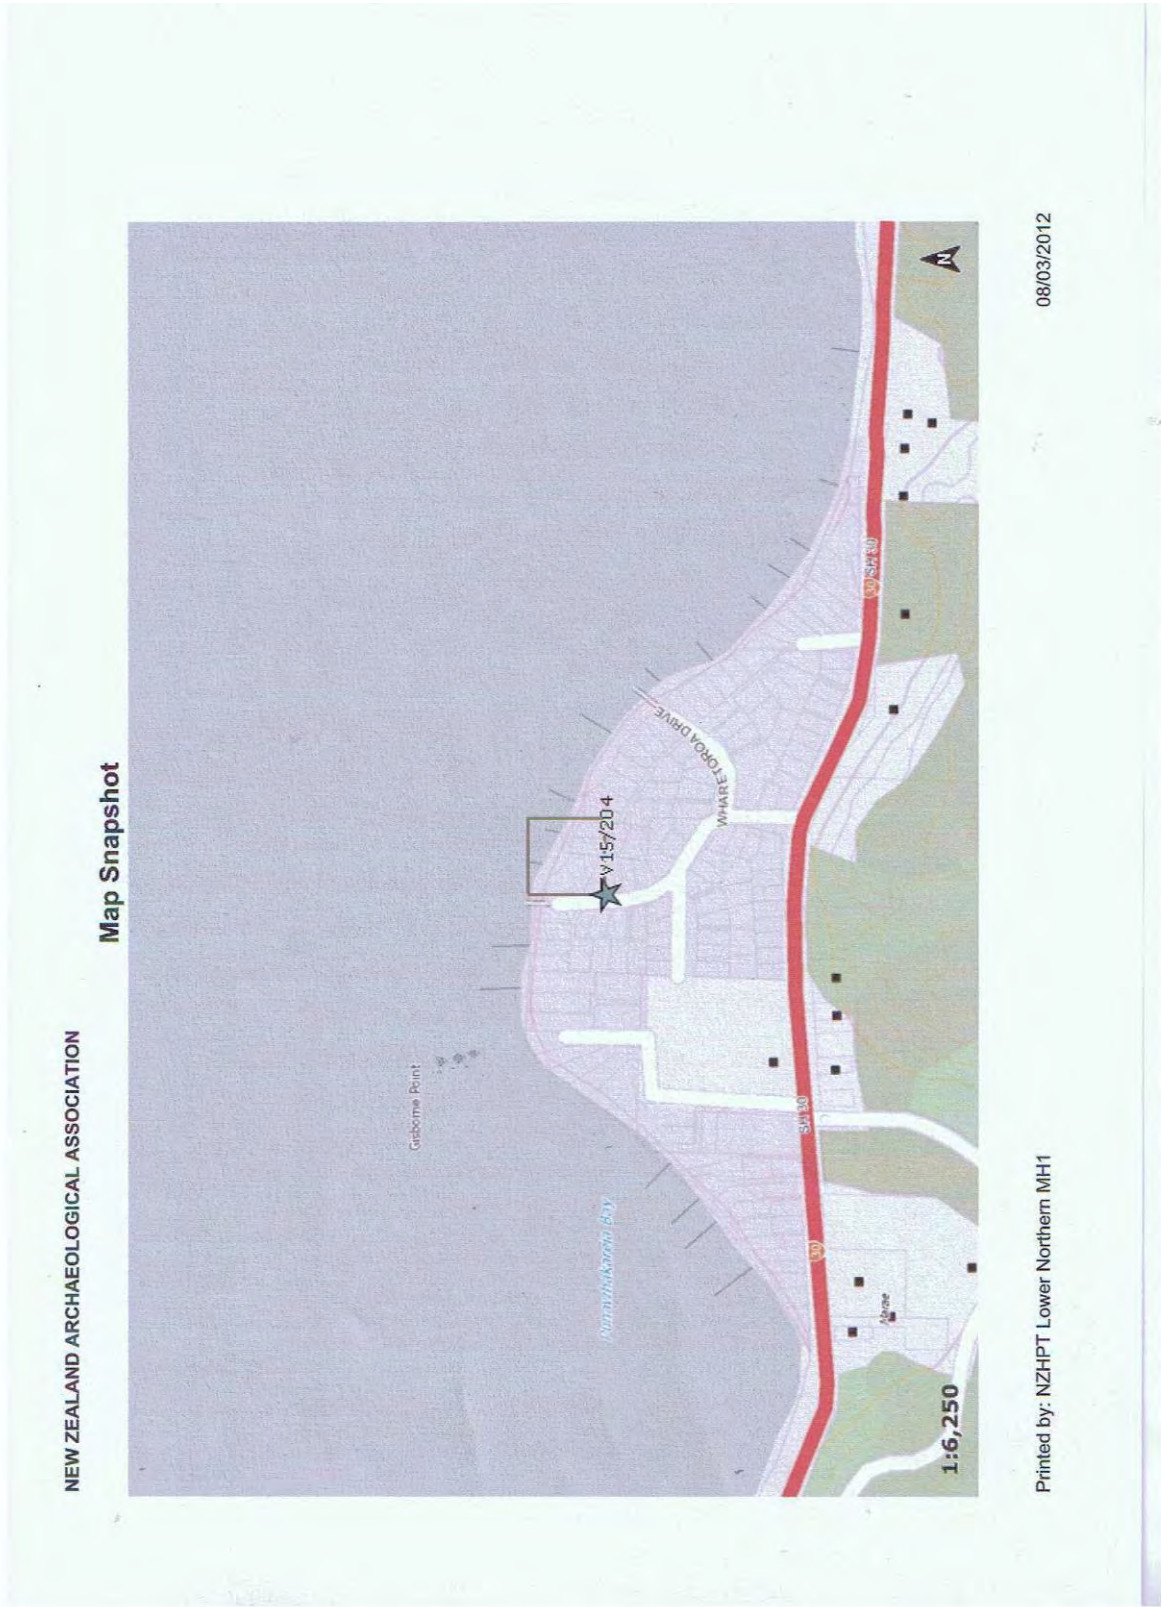 NEW ZEALAND ARCHAEOLOGICAL ASSOCIATION
Map Snapshot
Gisborne Point
V15/204
WHARETOROA DRIVE
SH 30
30
SH 30
30
Marae
N
1:6,250
Printed by: NZHPT Lower Northern MH1
08/03/2012